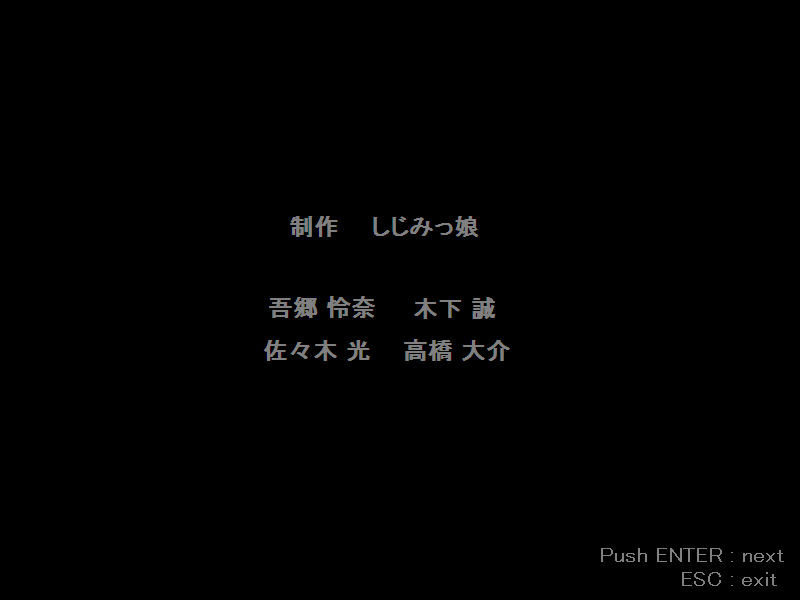 制作 しじみっ娘
吾郷 怜奈 木下 誠
佐々木 光 高橋 大介
Push ENTER : next
ESC : exit